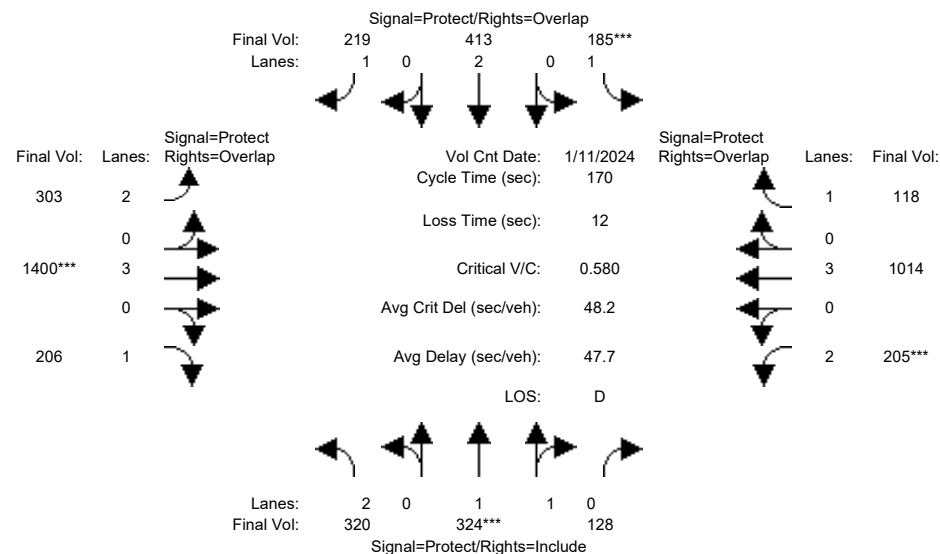 Signal=Protect/Rights=Overlap
Final Vol: 219 413 185***
Lanes: 1 0 2 0 1
Signal=Protect Signal=Protect
Final Vol: Lanes: Rights=Overlap Vol Cnt Date: 1/11/2024 Rights=Overlap Lanes: Final Vol:
Cycle Time (sec): 170
303 2 1 118
Loss Time (sec): 12
0 0
1400*** 3 Critical V/C: 0.580 3 1014
0 Avg Crit Del (sec/veh): 48.2 0
206 1 Avg Delay (sec/veh): 47.7 2 205***
LOS: D
Lanes: 2 0 1 1 0
Final Vol: 320 324*** 128
Signal=Protect/Rights=Include